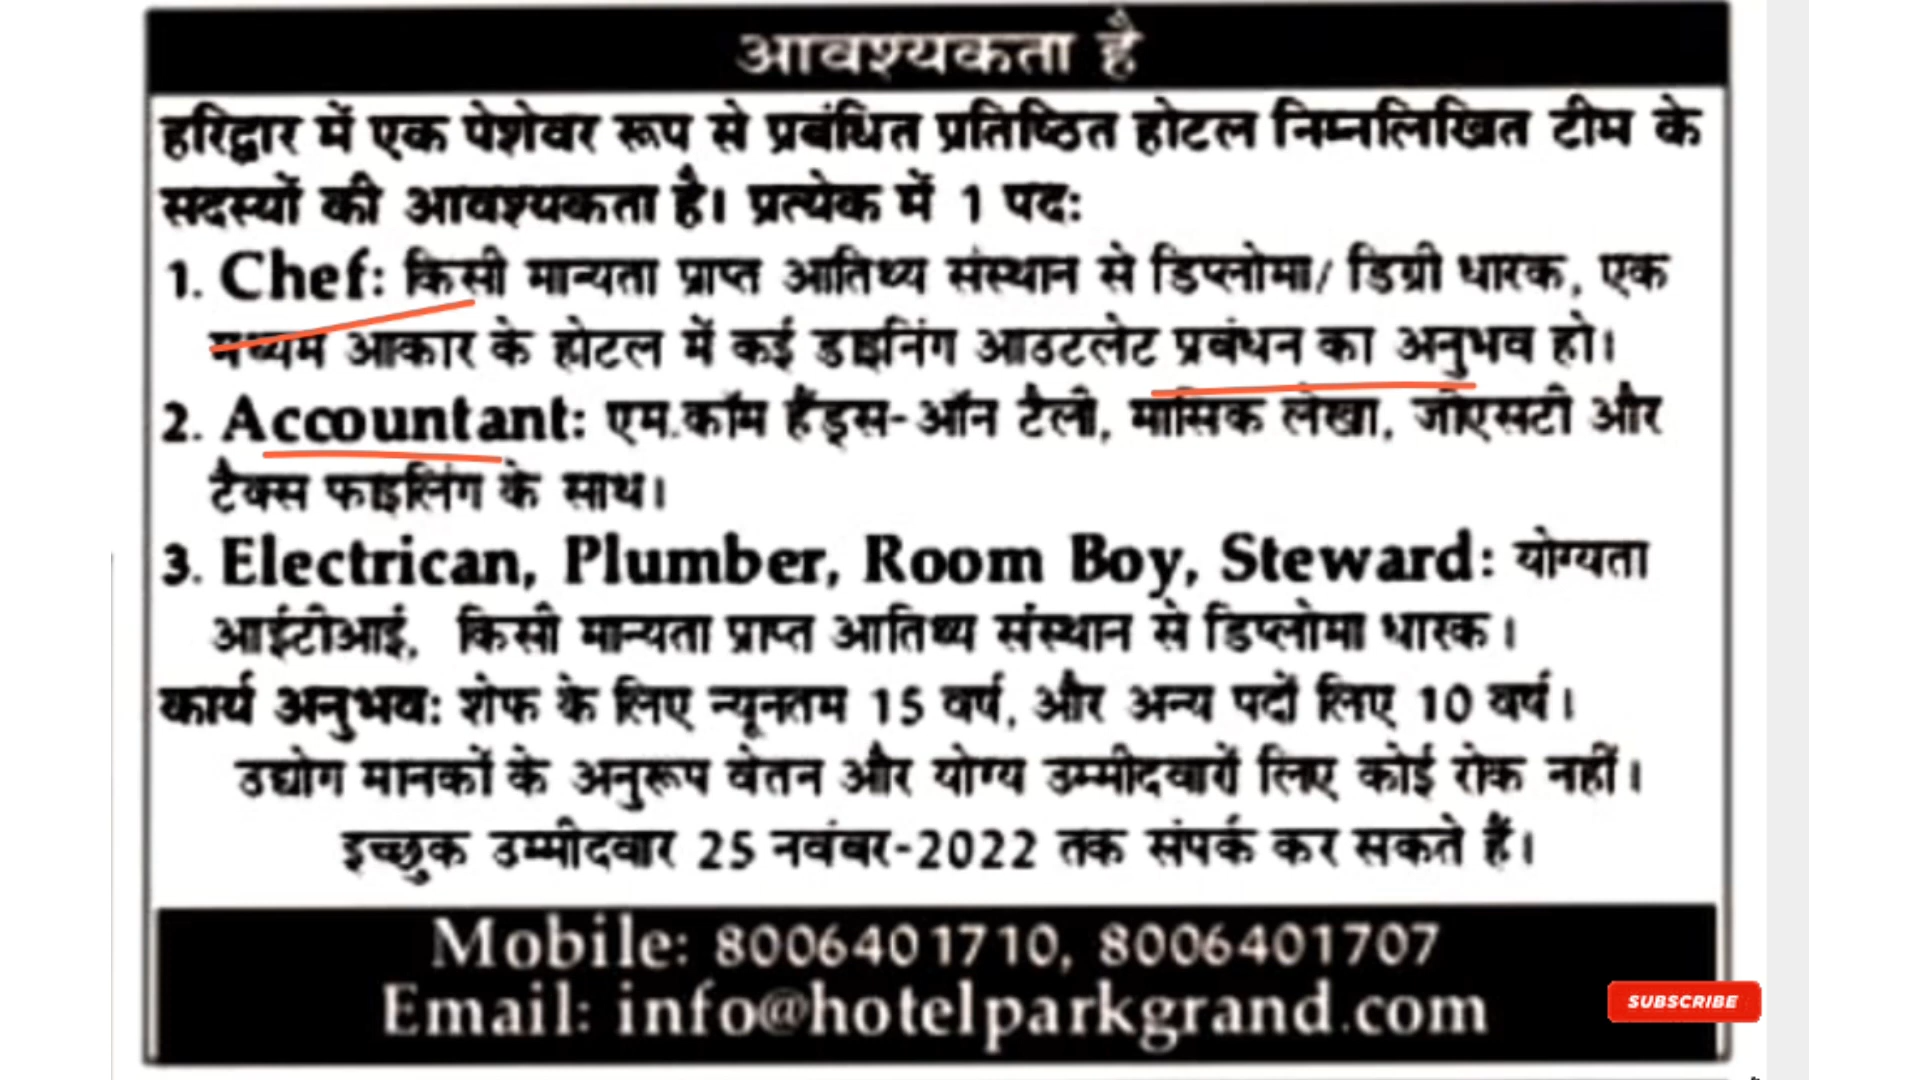 आवश्यकता है
हरिद्वार में एक पेशेवर रूप से प्रबंधित प्रतिष्ठित होटल निम्नलिखित टीम के
सदस्यों की आवश्यकता है। प्रत्येक में 1 पद:
1. Chef: किसी मान्यता प्राप्त आतिथ्य संस्थान से डिप्लोमा/ डिग्री धारक, एक
मध्यम आकार के होटल में कई डाइनिंग आउटलेट प्रबंधन का अनुभव हो।
2. Accountant: एम.कॉम हैंड्स-ऑन टैली, मासिक लेखा, जीएसटी और
टैक्स फाइलिंग के साथ।
3. Electrican, Plumber, Room Boy, Steward: योग्यता
आईटीआई, किसी मान्यता प्राप्त आतिथ्य संस्थान से डिप्लोमा धारक।
कार्य अनुभव: शेफ के लिए न्यूनतम 15 वर्ष, और अन्य पदों लिए 10 वर्ष।
उद्योग मानकों के अनुरूप वेतन और योग्य उम्मीदवारों लिए कोई रोक नहीं।
इच्छुक उम्मीदवार 25 नवंबर-2022 तक संपर्क कर सकते हैं।
Mobile: 8006401710, 8006401707
Email: info@hotelparkgrand.com
SUBSCRIBE